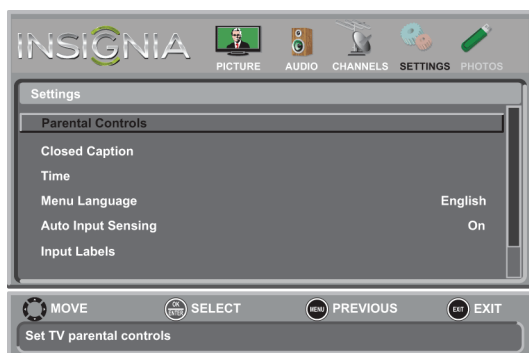 INSIGNIA
PICTURE AUDIO CHANNELS SETTINGS PHOTOS
Settings
Parental Controls
Closed Caption
Time
Menu Language English
Auto Input Sensing On
Input Labels
MOVE OK ENTER SELECT MENU PREVIOUS EXIT EXIT
Set TV parental controls